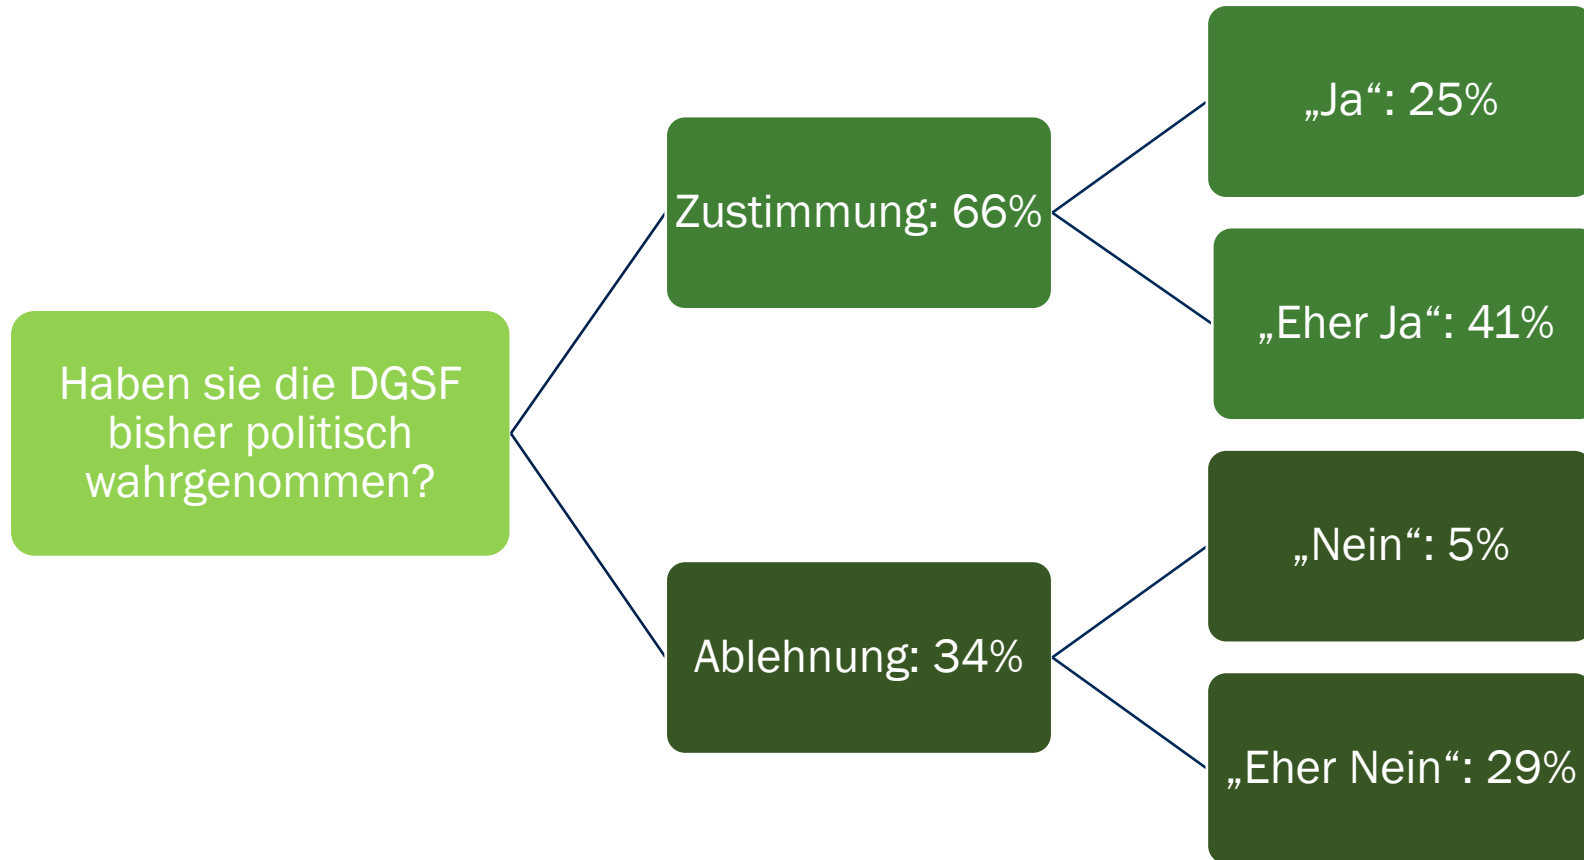 Haben sie die DGSF
bisher politisch
wahrgenommen?
Zustimmung: 66%
„Ja“: 25%
„Eher Ja“: 41%
Ablehnung: 34%
„Nein“: 5%
„Eher Nein“: 29%